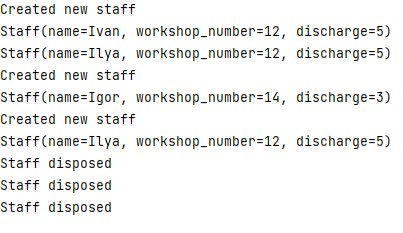 Created new staff
Staff(name=Ivan, workshop_number=12, discharge=5)
Staff(name=Ilya, workshop_number=12, discharge=5)
Created new staff
Staff(name=Igor, workshop_number=14, discharge=3)
Created new staff
Staff(name=Ilya, workshop_number=12, discharge=5)
Staff disposed
Staff disposed
Staff disposed